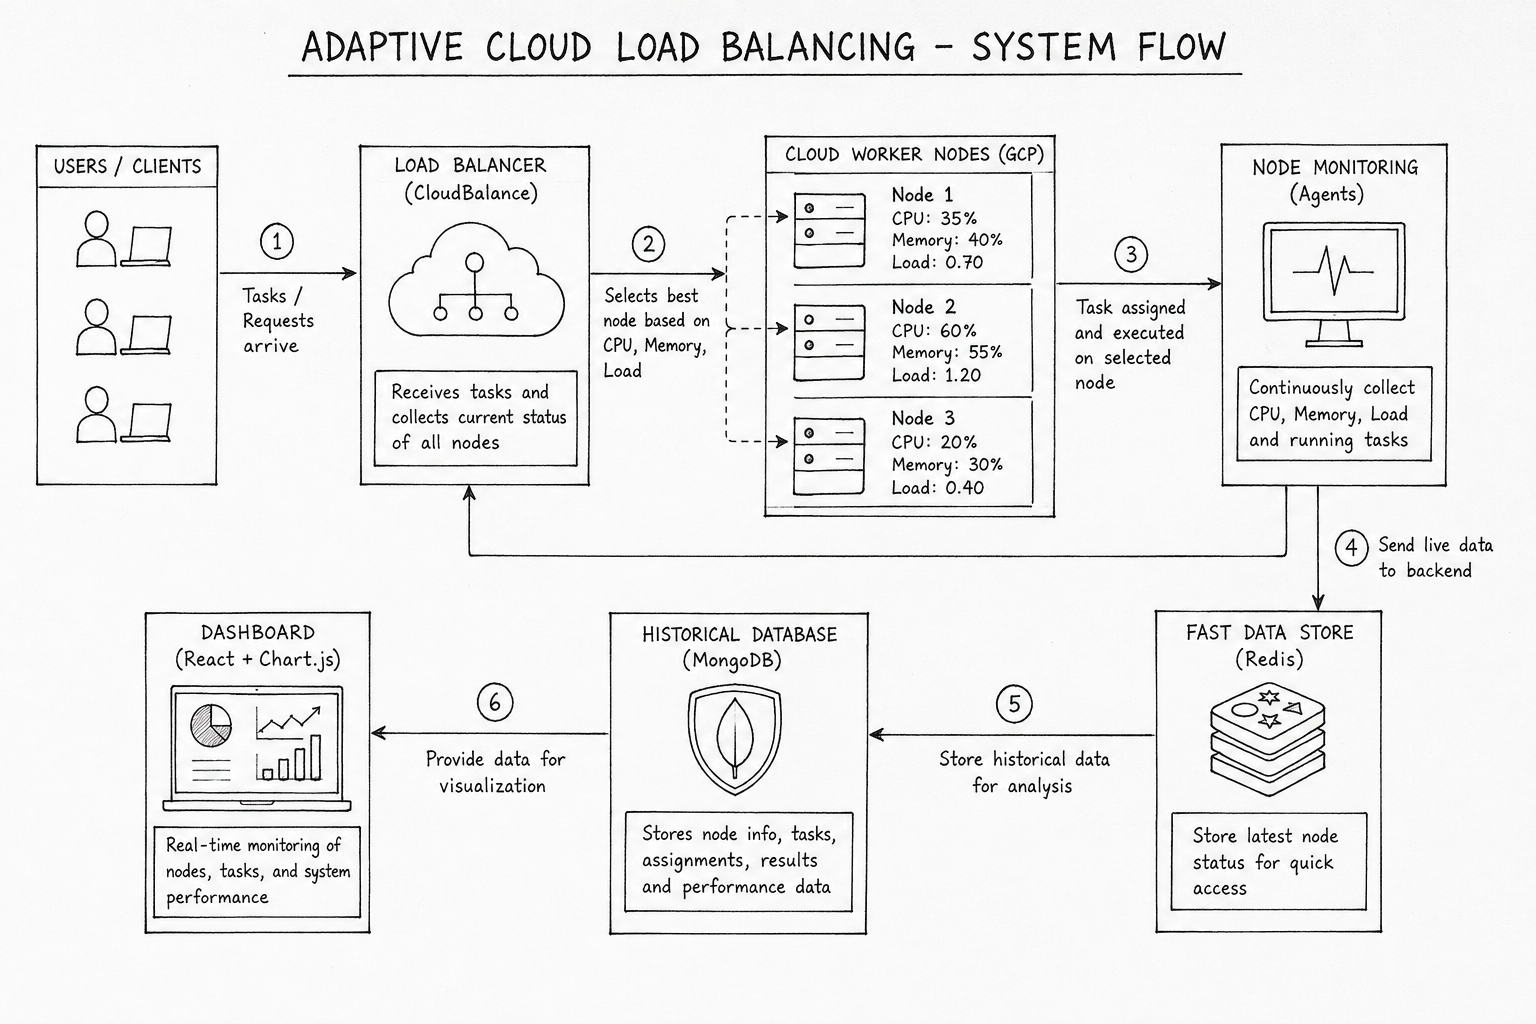 ADAPTIVE CLOUD LOAD BALANCING – SYSTEM FLOW
USERS / CLIENTS
1
Tasks /
Requests
arrive
LOAD BALANCER
(CloudBalance)
Receives tasks and
collects current status
of all nodes
2
Selects best
node based on
CPU, Memory,
Load
CLOUD WORKER NODES (GCP)
Node 1
CPU: 35%
Memory: 40%
Load: 0.70
Node 2
CPU: 60%
Memory: 55%
Load: 1.20
Node 3
CPU: 20%
Memory: 30%
Load: 0.40
3
Task assigned
and executed
on selected
node
NODE MONITORING
(Agents)
Continuously collect
CPU, Memory, Load
and running tasks
4
Send live data
to backend
FAST DATA STORE
(Redis)
Store latest node
status for quick
access
5
Store historical data
for analysis
HISTORICAL DATABASE
(MongoDB)
Stores node info, tasks,
assignments, results
and performance data
6
Provide data for
visualization
DASHBOARD
(React + Chart.js)
Real-time monitoring of
nodes, tasks, and system
performance